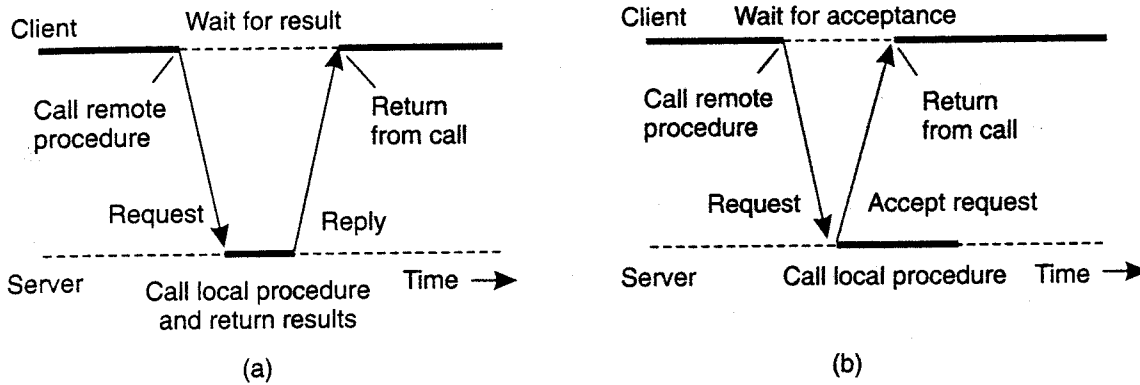 Client
Wait for result
Call remote
procedure
Return
from call
Request
Reply
Server
Call local procedure
and return results
Time
(a)
Client
Wait for acceptance
Call remote
procedure
Return
from call
Request
Accept request
Server
Call local procedure
Time
(b)